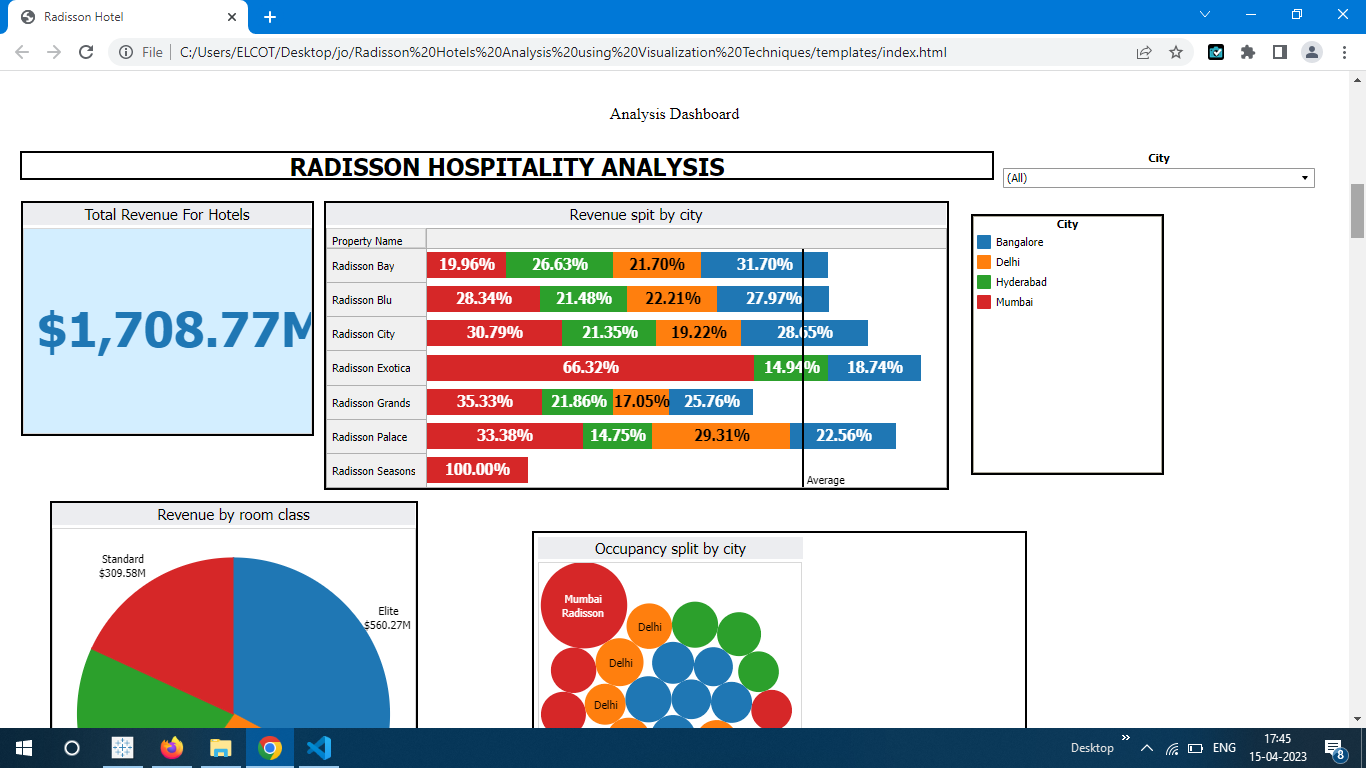 Radisson Hotel
File
C:/Users/ELCOT/Desktop/jo/Radisson%20Hotels%20Analysis%20using%20Visualization%20Techniques/templates/index.html
Analysis Dashboard
RADISSON HOSPITALITY ANALYSIS
City
(All)
Total Revenue For Hotels
$1,708.77M
Revenue spit by city
Property Name
Radisson Bay 19.96% 26.63% 21.70% 31.70%
Radisson Blu 28.34% 21.48% 22.21% 27.97%
Radisson City 30.79% 21.35% 19.22% 28.65%
Radisson Exotica 66.32% 14.94% 18.74%
Radisson Grands 35.33% 21.86% 17.05% 25.76%
Radisson Palace 33.38% 14.75% 29.31% 22.56%
Radisson Seasons 100.00%
Average
City
Bangalore
Delhi
Hyderabad
Mumbai
Revenue by room class
Standard
$309.58M
Elite
$560.27M
Occupancy split by city
Mumbai
Radisson
Delhi
Delhi
Delhi
Desktop
ENG
17:45
15-04-2023
8